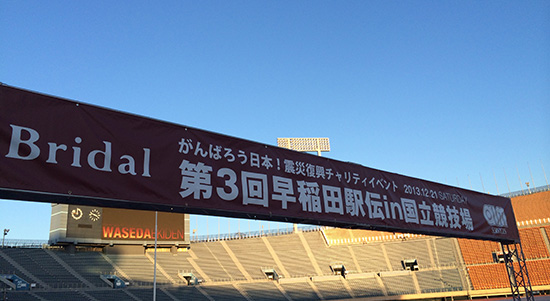 Bridal
がんばろう日本！震災復興チャリティイベント 2013.12.21 SATURDAY
第3回早稲田駅伝in国立競技場
WASEDA EKIDEN